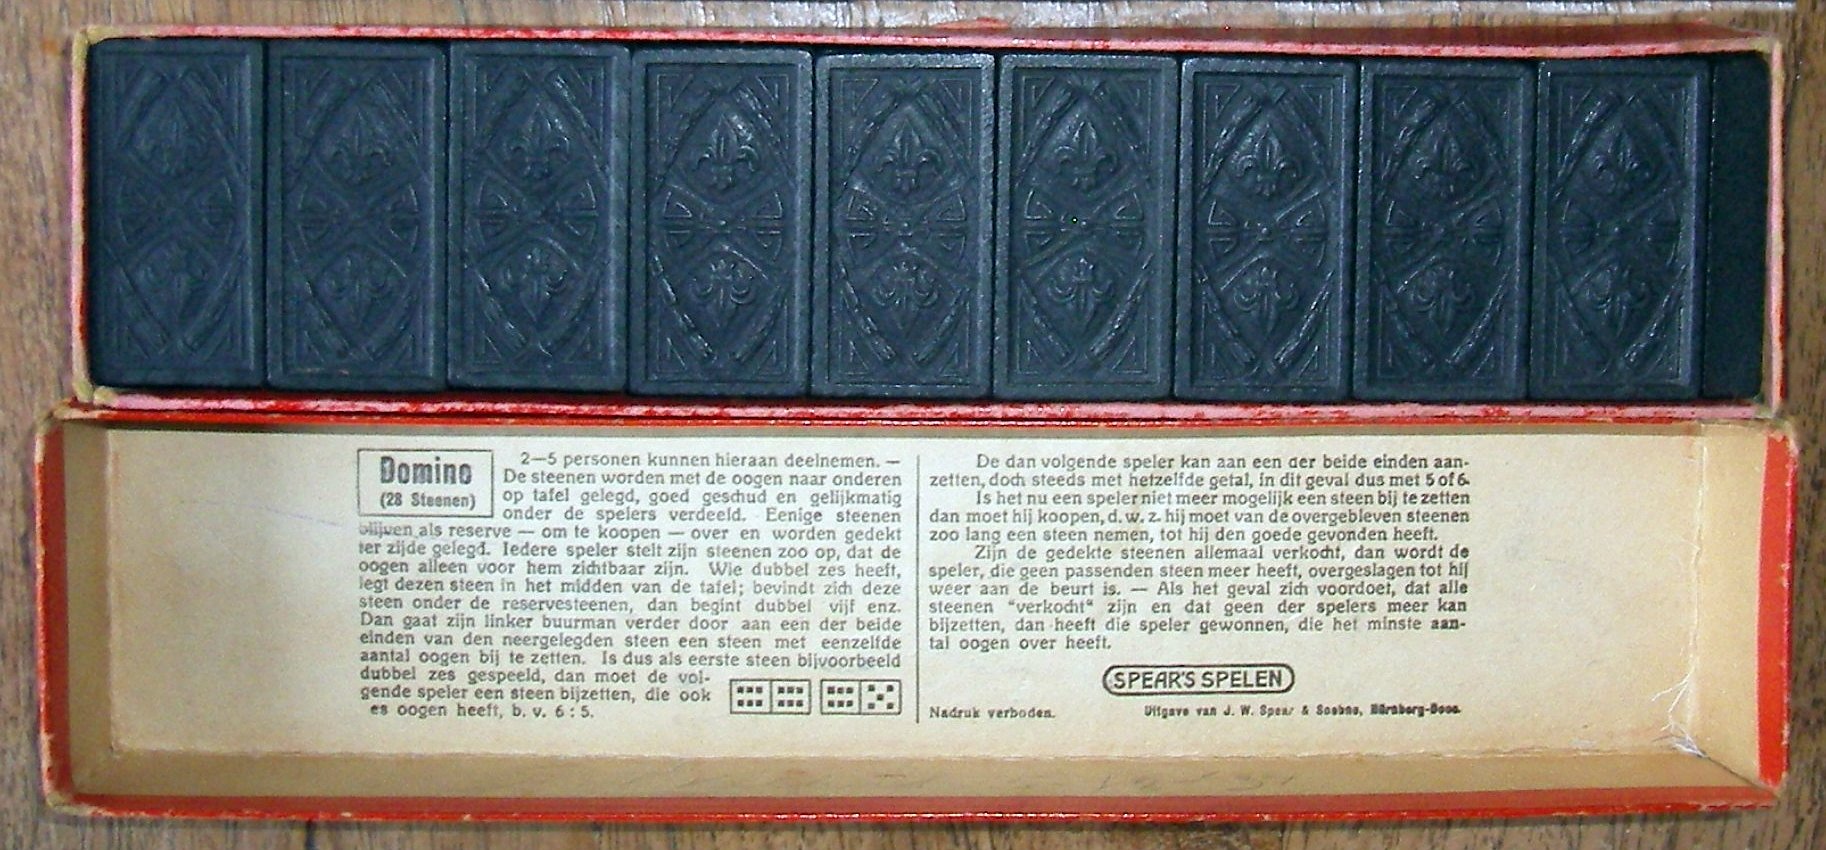 Domino
(28 Steenen)
2—5 personen kunnen hieraan deelnemen. —
De steenen worden met de oogen naar onderen
op tafel gelegd, goed geschud en gelijkmatig
onder de spelers verdeeld. Eenige steenen
blijven als reserve — om te koopen — over en worden gedekt
ter zijde gelegd. Iedere speler stelt zijn steenen zoo op, dat de
oogen alleen voor hem zichtbaar zijn. Wie dubbel zes heeft,
legt dezen steen in het midden van de tafel; bevindt zich deze
steen onder de reservesteenen, dan begint dubbel vijf enz.
Dan gaat zijn linker buurman verder door aan een der beide
einden van den neergelegden steen een steen met eenzelfde
aantal oogen bij te zetten. Is dus als eerste steen bijvoorbeeld
dubbel zes gespeeld, dan moet de vol-
gende speler een steen bijzetten, die ook
es oogen heeft, b. v. 6 : 5.
De dan volgende speler kan aan een der beide einden aan-
zetten, doch steeds met hetzelfde getal, in dit geval dus met 5 of 6.
Is het nu een speler niet meer mogelijk een steen bij te zetten
dan moet hij koopen, d. w. z. hij moet van de overgebleven steenen
zoo lang een steen nemen, tot hij den goede gevonden heeft.
Zijn de gedekte steenen allemaal verkocht, dan wordt de
speler, die geen passenden steen meer heeft, overgeslagen tot hij
weer aan de beurt is. — Als het geval zich voordoet, dat alle
steenen "verkocht" zijn en dat geen der spelers meer kan
bijzetten, dan heeft die speler gewonnen, die het minste aan-
tal oogen over heeft.
SPEAR'S SPELEN
Nadruk verboden.
Uitgave van J. W. Spear & Soehne, Nürnberg-Doos.